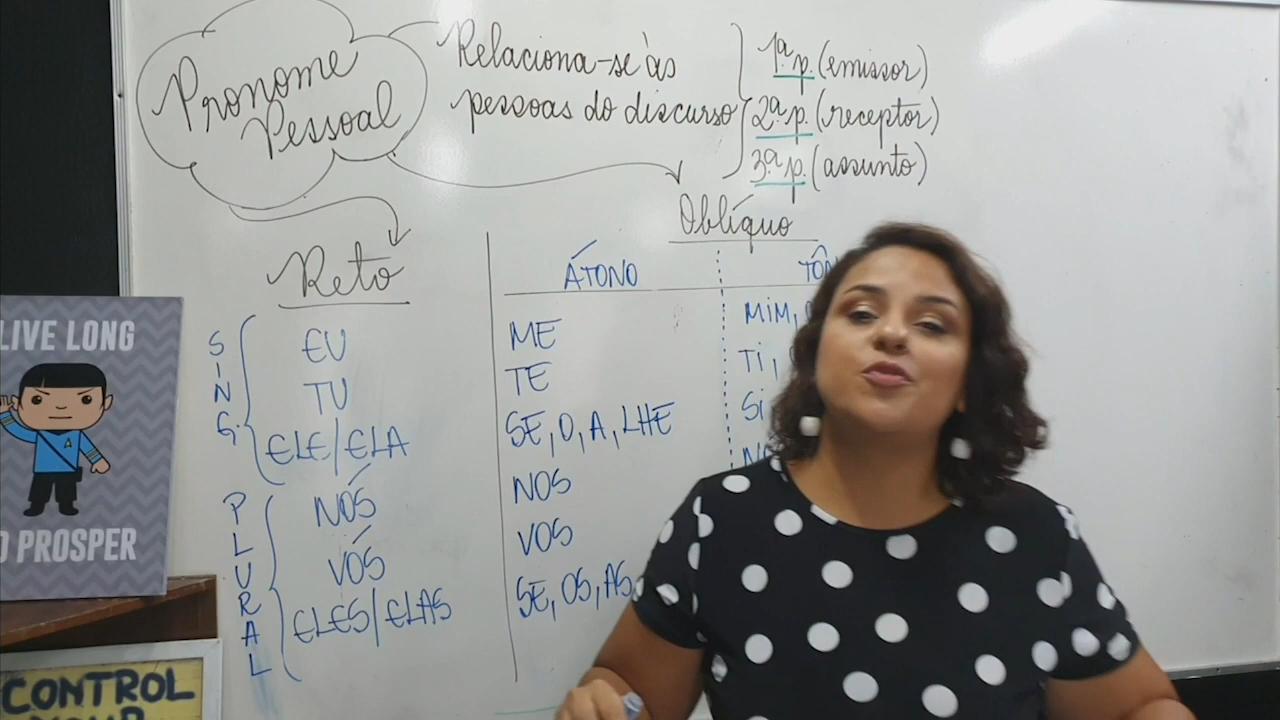 Pronome
Pessoal
Relaciona-se às
pessoas do discurso
1ª p. (emissor)
2ª p. (receptor)
3ª p. (assunto)
Oblíquo
Reto
ÁTONO
SING.
EU
ME
MIM,
TU
TE
TI,
ELE/ELA
SE, O, A, LHE
SI
PLURAL
NÓS
NOS
VÓS
VOS
ELES/ELAS
SE, OS, AS
LIVE LONG
PROSPER
CONTROL